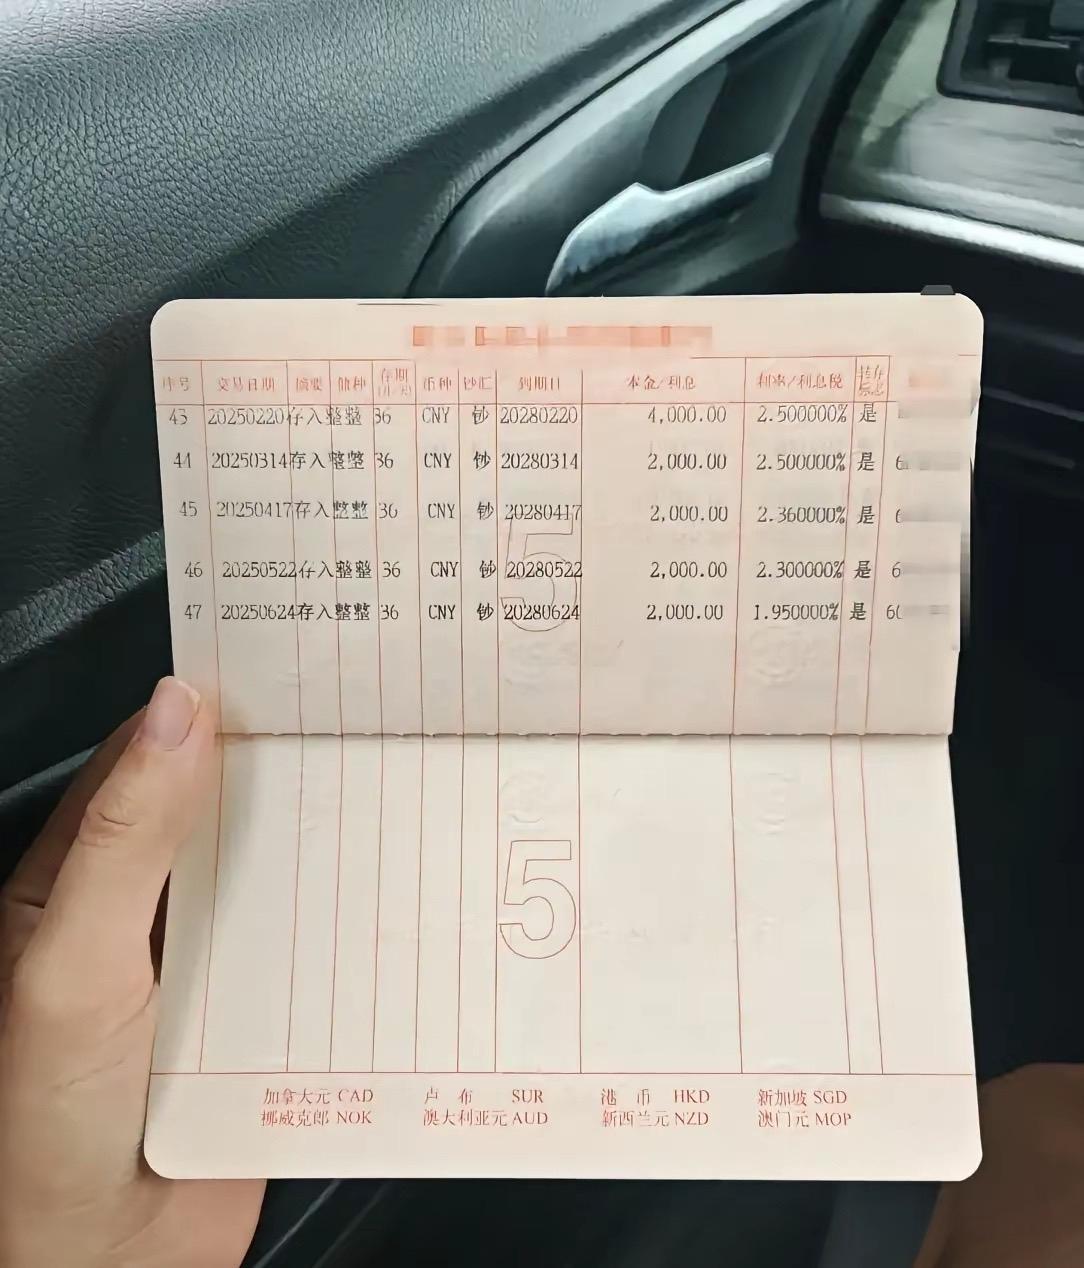 序号 交易日期 摘要 储种 存期(月/天) 币种 钞汇 到期日 本金/利息 利率/利息税 转存标志
43 20250220 存入 整整 36 CNY 钞 20280220 4,000.00 2.500000% 是
44 20250314 存入 整整 36 CNY 钞 20280314 2,000.00 2.500000% 是 6
45 20250417 存入 整整 36 CNY 钞 20280417 2,000.00 2.360000% 是 6
46 20250522 存入 整整 36 CNY 钞 20280522 2,000.00 2.300000% 是 6
47 20250624 存入 整整 36 CNY 钞 20280624 2,000.00 1.950000% 是 60
5
5
加拿大元 CAD 卢布 SUR 港币 HKD 新加坡 SGD
挪威克郎 NOK 澳大利亚元 AUD 新西兰元 NZD 澳门元 MOP